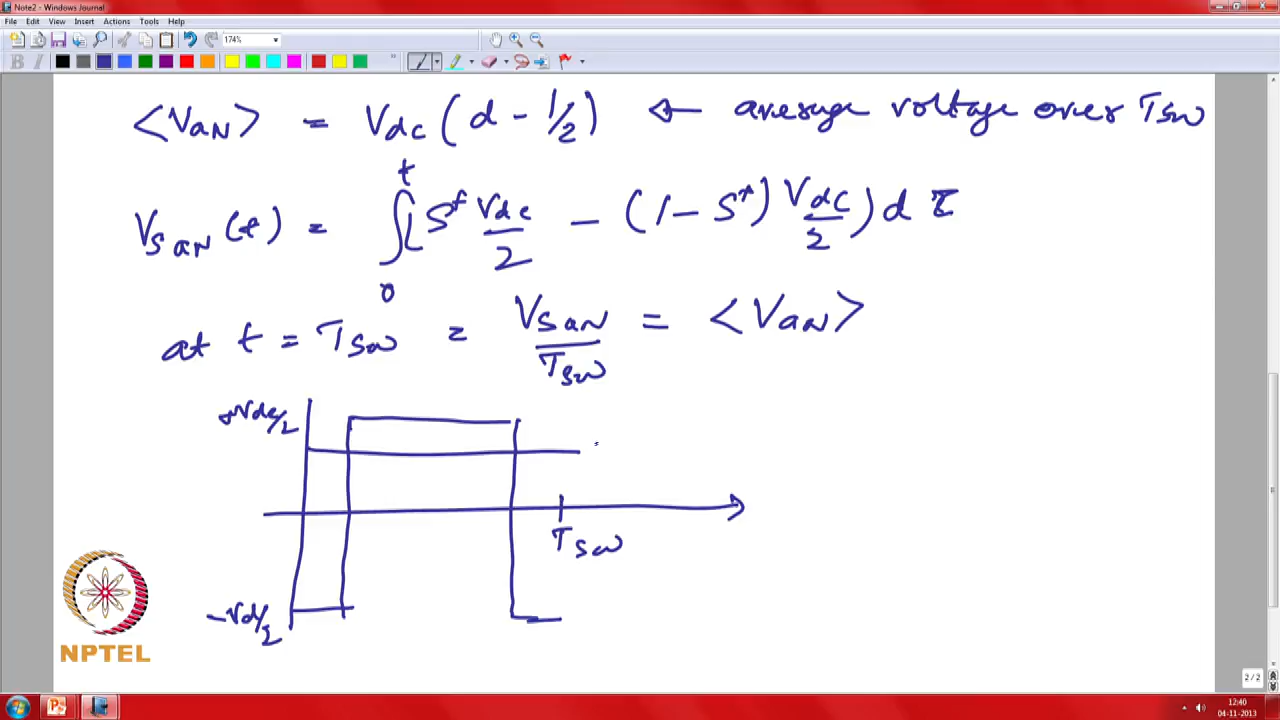 Note2 - Windows Journal
File Edit View Insert Actions Tools Help
174%
B I
<VaN> = Vdc (d - 1/2) ← average voltage over Tsw
VSaN (t) = ∫₀ᵗ [S⁺ Vdc/2 - (1 - S⁺) Vdc/2) dτ
at t = Tsw = VSaN/Tsw = <VaN>
+Vdc/2
Tsw
-Vd/2
NPTEL
2 / 2
12:40
04-11-2013